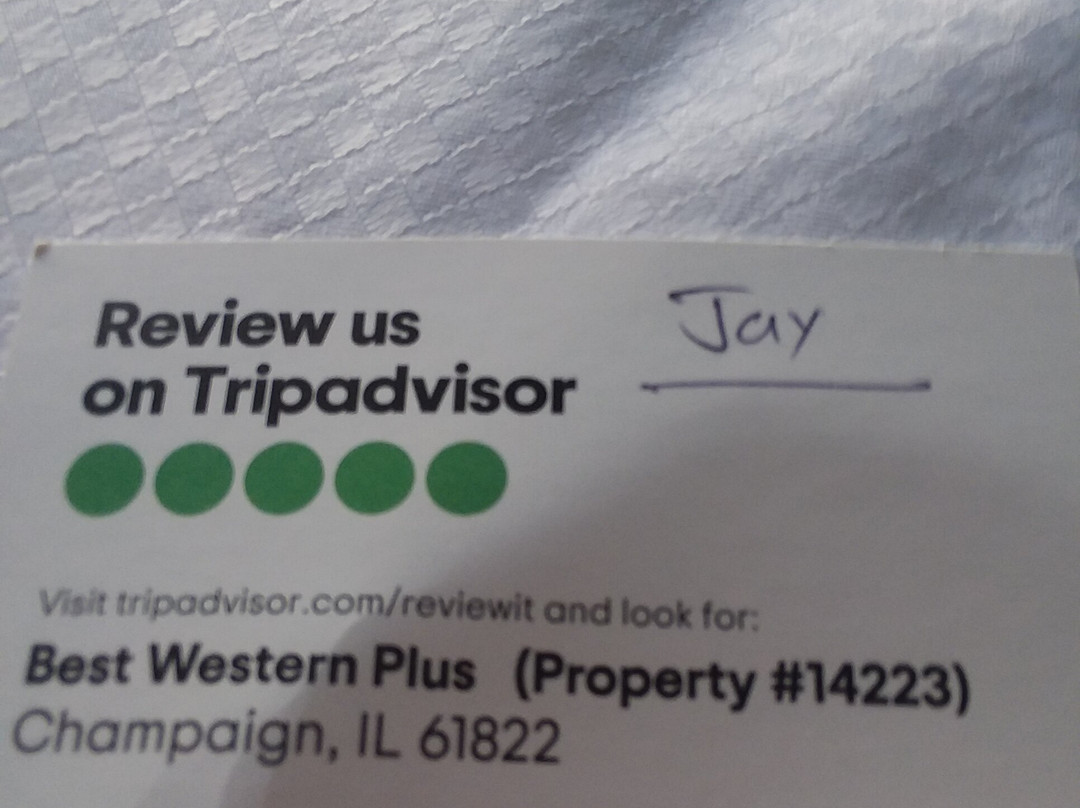 Review us
on Tripadvisor
Jay
Visit tripadvisor.com/reviewit and look for:
Best Western Plus (Property #14223)
Champaign, IL 61822